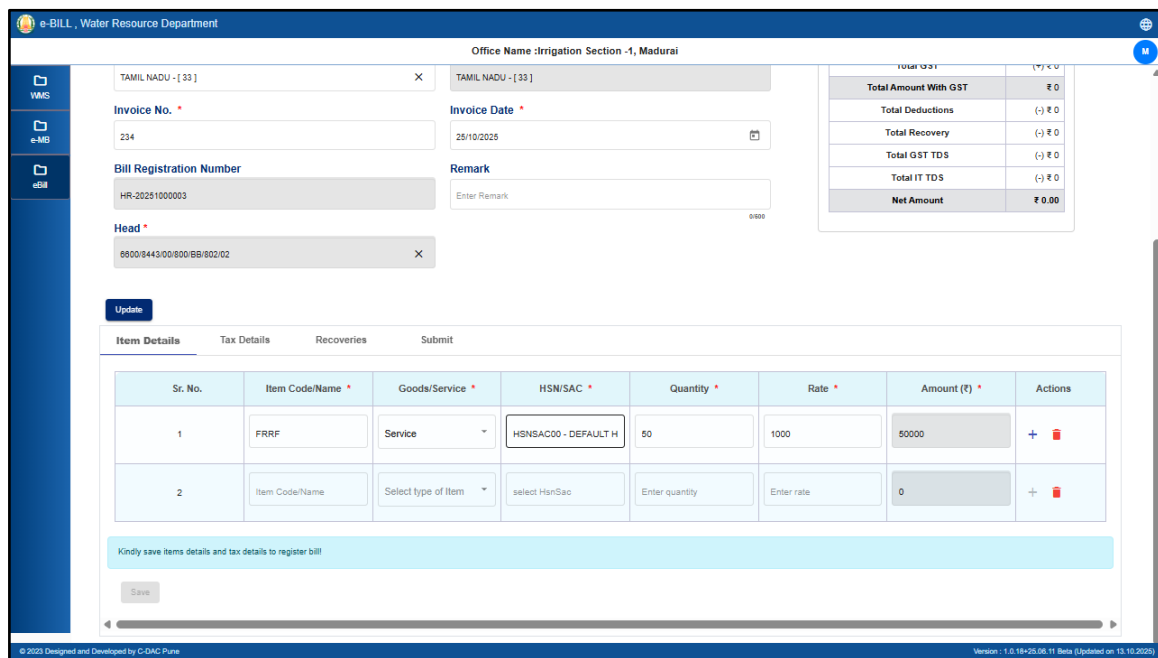 e-BILL , Water Resource Department
Office Name :Irrigation Section -1, Madurai
M
WMS
e-MB
eBill
TAMIL NADU - [ 33 ] TAMIL NADU - [ 33 ]
Invoice No. * Invoice Date *
234 25/10/2025
Bill Registration Number Remark
HR-20251000003 Enter Remark
0/600
Head *
6600/8443/00/800/BB/802/02
Total GST (+) ₹ 0
Total Amount With GST ₹ 0
Total Deductions (-) ₹ 0
Total Recovery (-) ₹ 0
Total GST TDS (-) ₹ 0
Total IT TDS (-) ₹ 0
Net Amount ₹ 0.00
Update
Item Details Tax Details Recoveries Submit
Sr. No. Item Code/Name * Goods/Service * HSN/SAC * Quantity * Rate * Amount (₹) * Actions
1 FRRF Service HSNSAC00 - DEFAULT H 50 1000 50000 +
2 Item Code/Name Select type of Item select HsnSac Enter quantity Enter rate 0 +
Kindly save items details and tax details to register bill!
Save
© 2023 Designed and Developed by C-DAC Pune Version : 1.0.18+25.06.11 Beta (Updated on 13.10.2025)